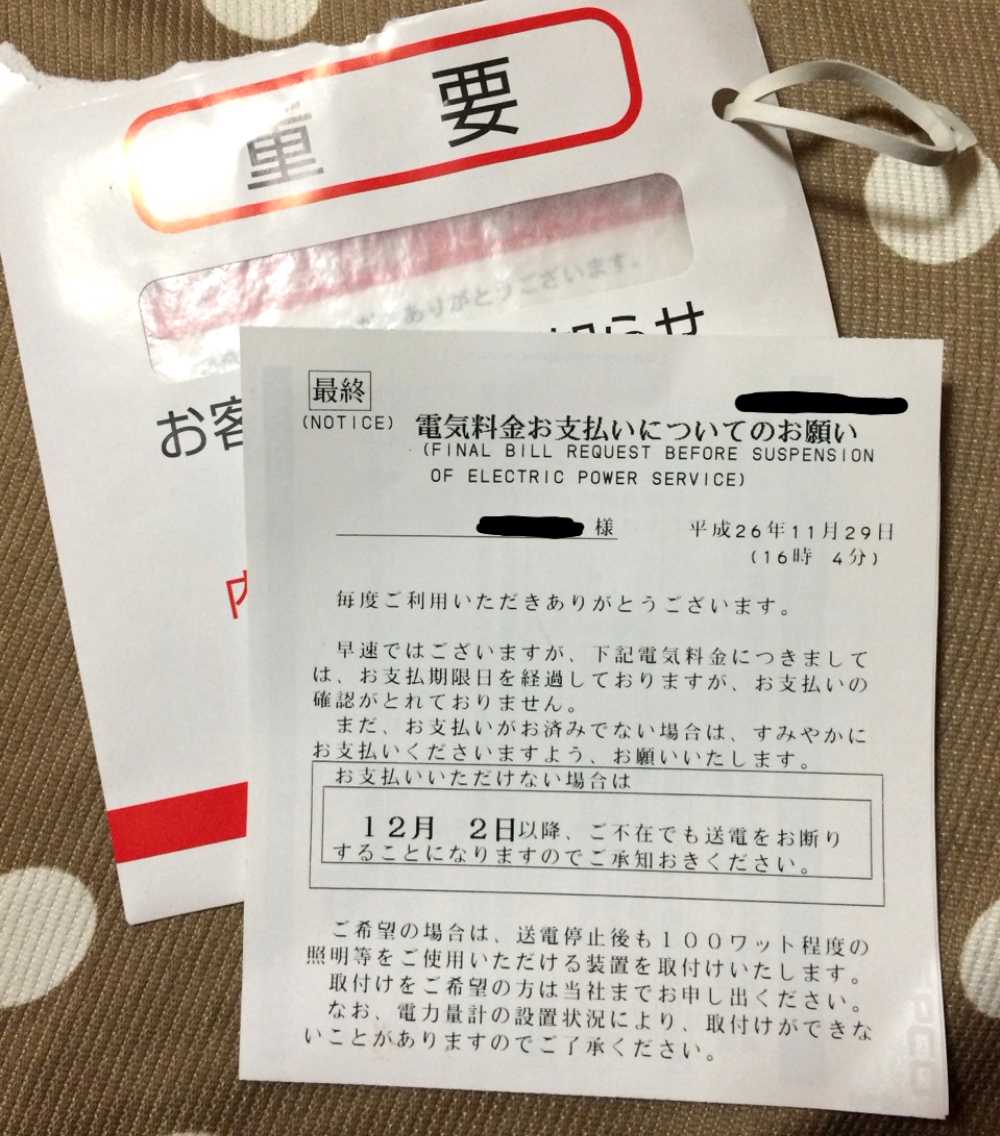 重要
ありがとうございます。
お知らせ
お客
内
最終
(NOTICE)
電気料金お支払いについてのお願い
(FINAL BILL REQUEST BEFORE SUSPENSION
OF ELECTRIC POWER SERVICE)
様
平成26年11月29日
(16時 4分)
毎度ご利用いただきありがとうございます。
早速ではございますが、下記電気料金につきまして
は、お支払期限日を経過しておりますが、お支払いの
確認がとれておりません。
まだ、お支払いがお済みでない場合は、すみやかに
お支払いくださいますよう、お願いいたします。
お支払いいただけない場合は
12月 2日以降、ご不在でも送電をお断り
することになりますのでご承知おきください。
ご希望の場合は、送電停止後も100ワット程度の
照明等をご使用いただける装置を取付けいたします。
取付けをご希望の方は当社までお申し出ください。
なお、電力量計の設置状況により、取付けができな
いことがありますのでご了承ください。